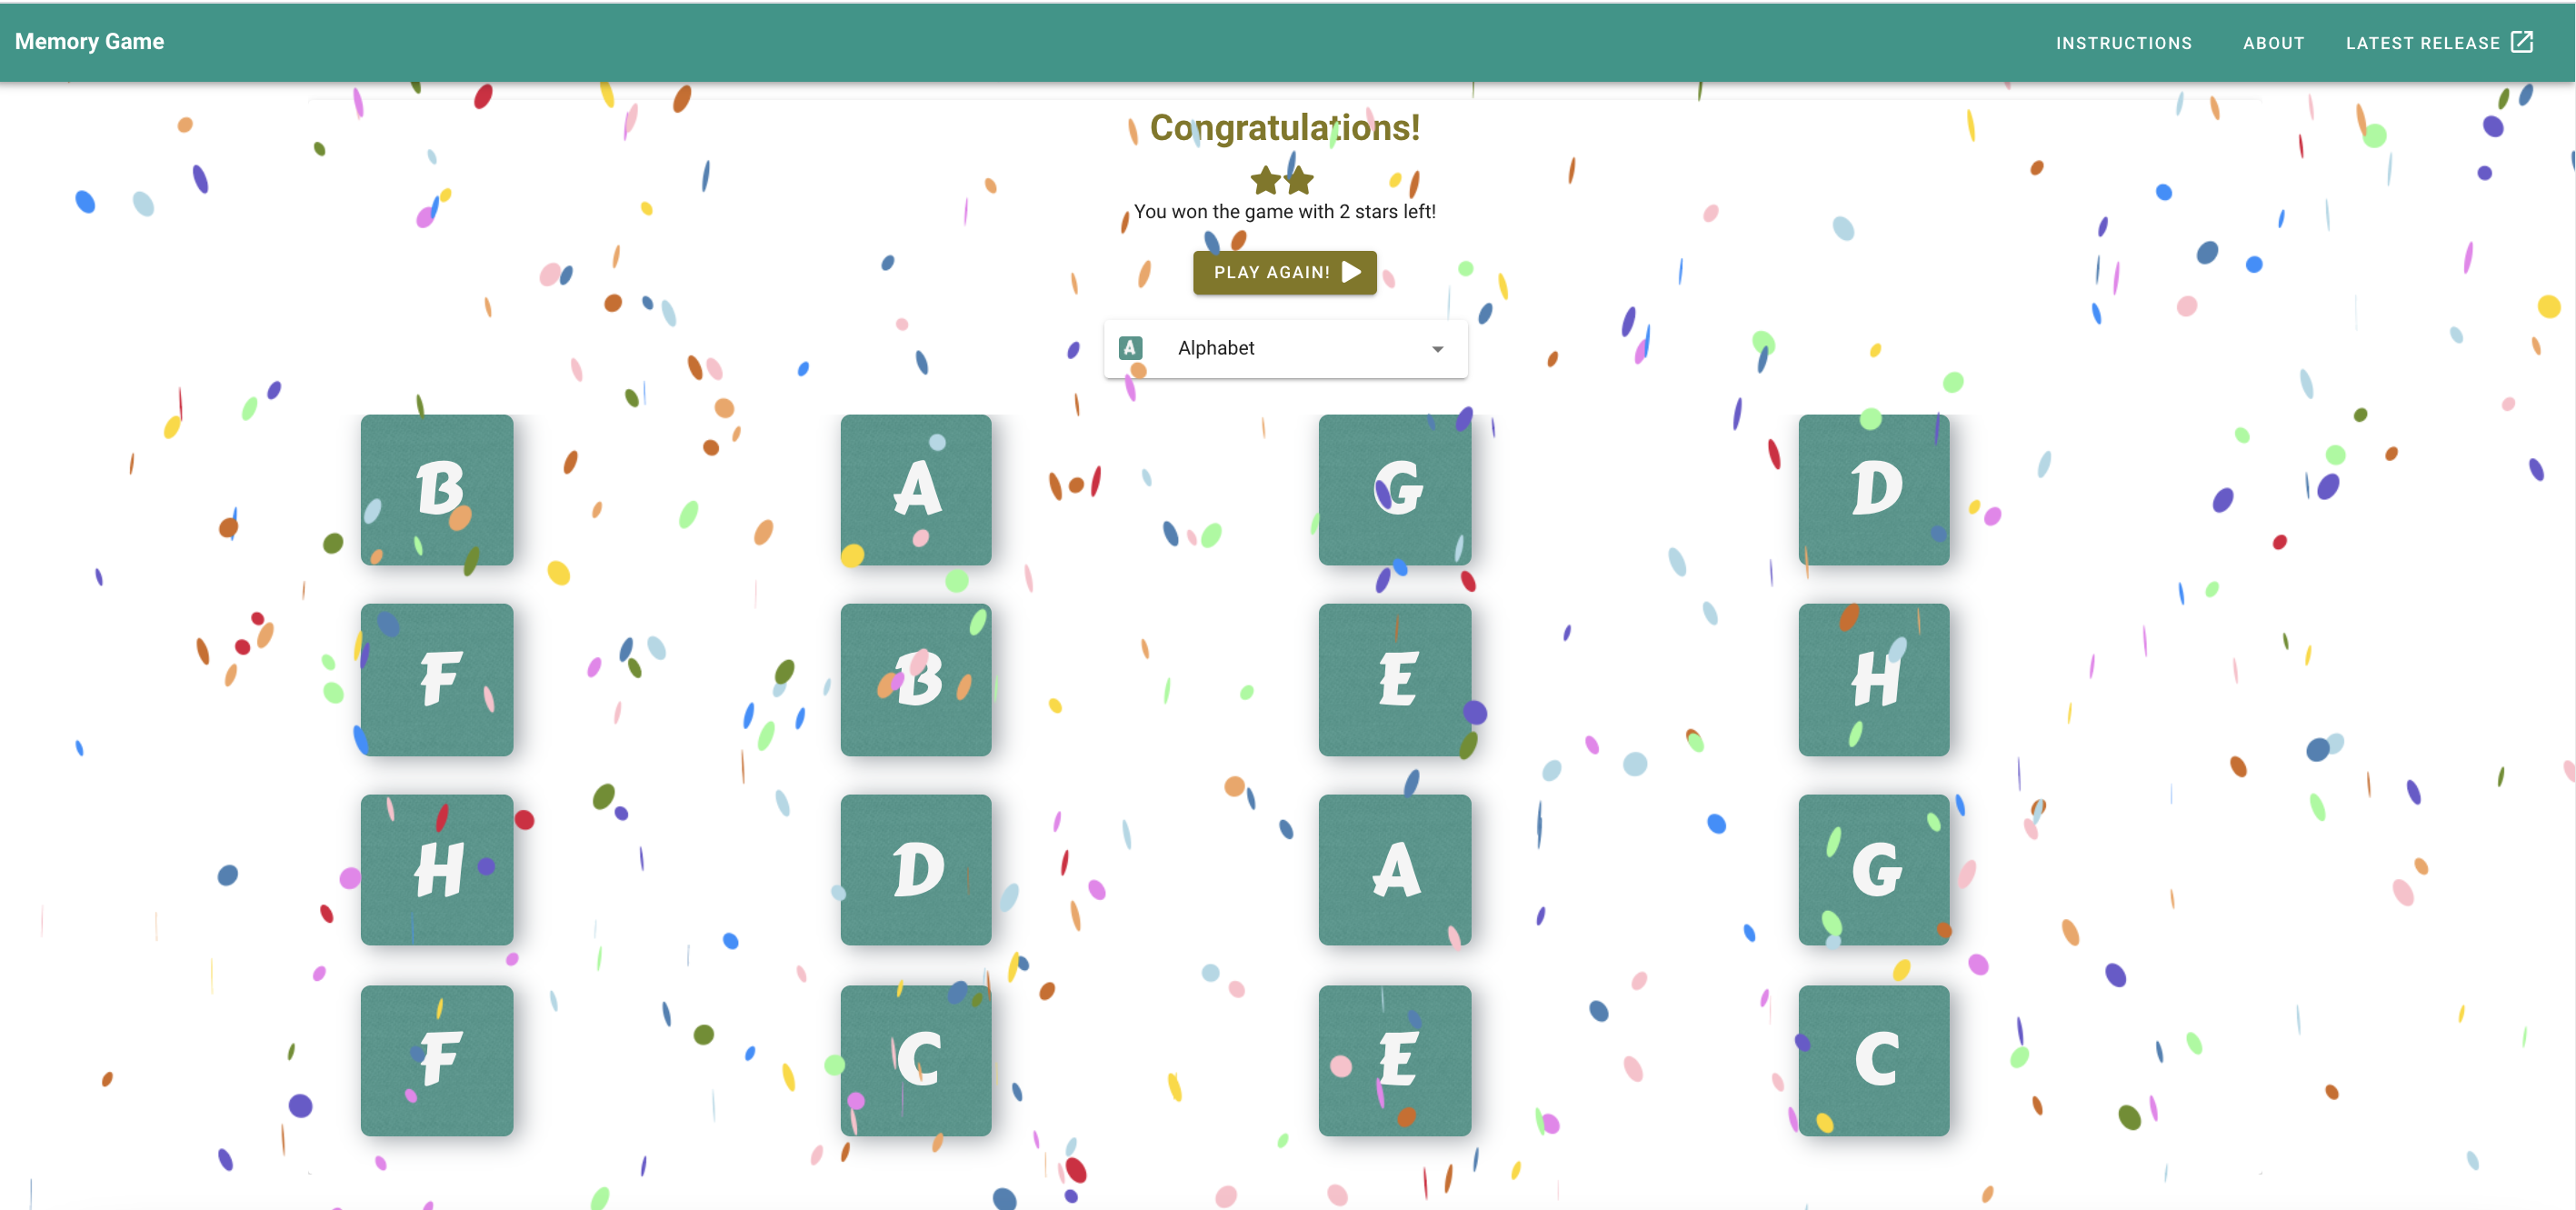 Memory Game
INSTRUCTIONS ABOUT LATEST RELEASE
Congratulations!
You won the game with 2 stars left!
PLAY AGAIN!
A Alphabet
B A G D
F B E H
H D A G
F C E C